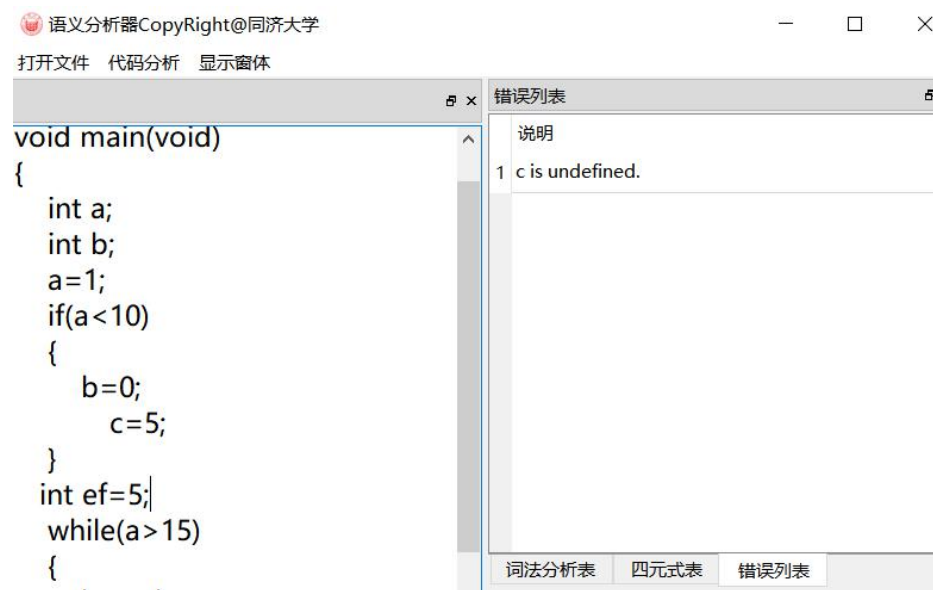 语义分析器CopyRight@同济大学
打开文件 代码分析 显示窗体
void main(void)
{
int a;
int b;
a=1;
if(a<10)
{
b=0;
c=5;
}
int ef=5;
while(a>15)
{
错误列表
说明
1 c is undefined.
词法分析表 四元式表 错误列表